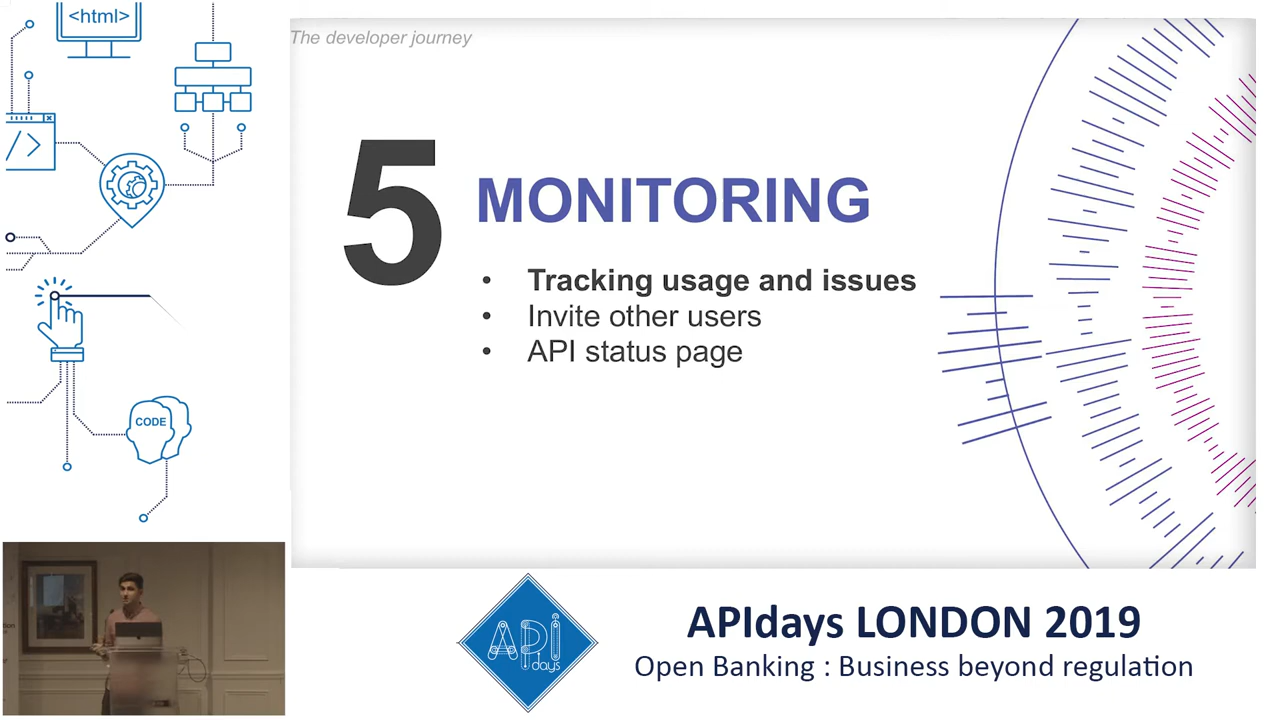 <html>
The developer journey
5
MONITORING
• Tracking usage and issues
• Invite other users
• API status page
CODE
API
days
APIdays LONDON 2019
Open Banking : Business beyond regulation